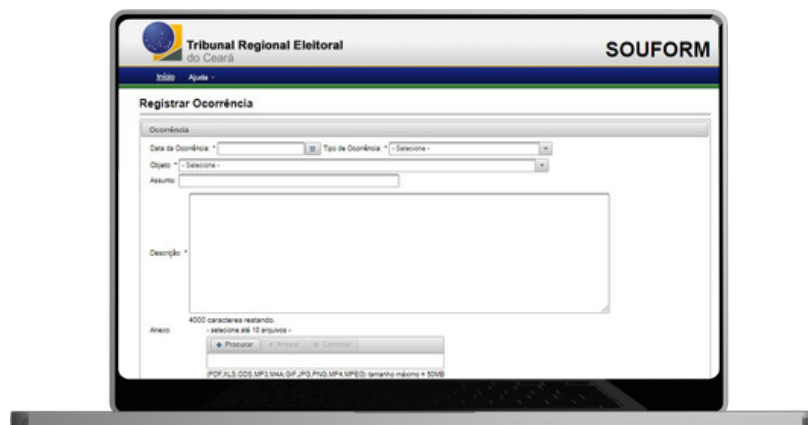 Tribunal Regional Eleitoral
do Ceará
SOUFORM
Início Ajuda
Registrar Ocorrência
Ocorrência
Data da Ocorrência: * Tipo de Ocorrência: * - Selecione -
Objeto: * - Selecione -
Assunto:
Descrição: *
4000 caracteres restando.
Anexo: - selecione até 10 arquivos -
Procurar Anexar Cancelar
(PDF,XLS,ODS,MP3,M4A,GIF,JPG,PNG,MP4,MPEG) tamanho máximo = 50MB